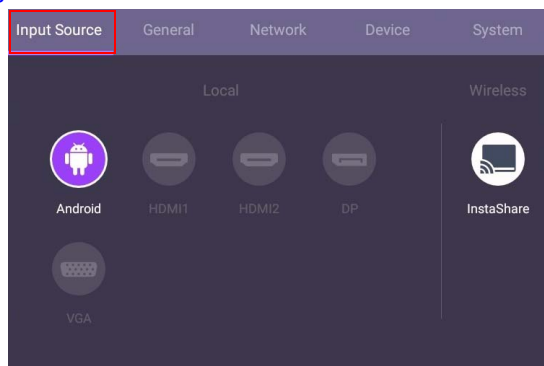 Input Source General Network Device System
Local Wireless
Android HDMI1 HDMI2 DP InstaShare
VGA